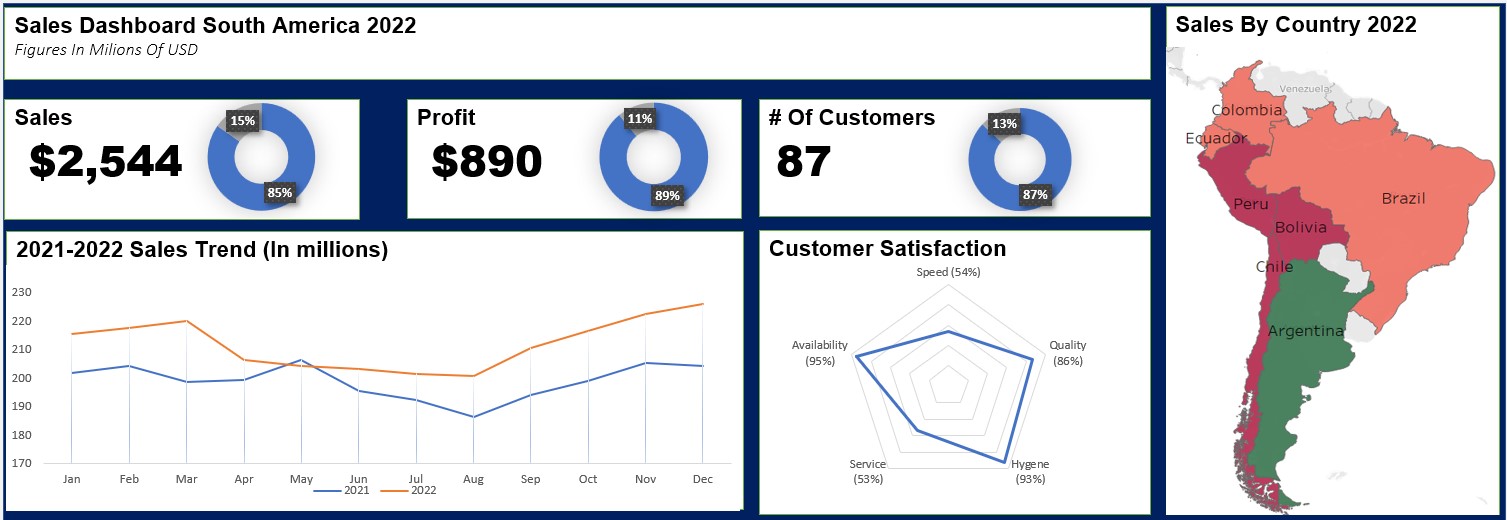 Sales Dashboard South America 2022
Figures In Milions Of USD
Sales
$2,544
15%
85%
Profit
$890
11%
89%
# Of Customers
87
13%
87%
2021-2022 Sales Trend (In millions)
230
220
210
200
190
180
170
Jan Feb Mar Apr May Jun Jul Aug Sep Oct Nov Dec
2021 2022
Customer Satisfaction
Speed (54%)
Availability
(95%)
Quality
(86%)
Service
(53%)
Hygene
(93%)
Sales By Country 2022
Venezuela
Colombia
Ecuador
Brazil
Peru
Bolivia
Chile
Argentina